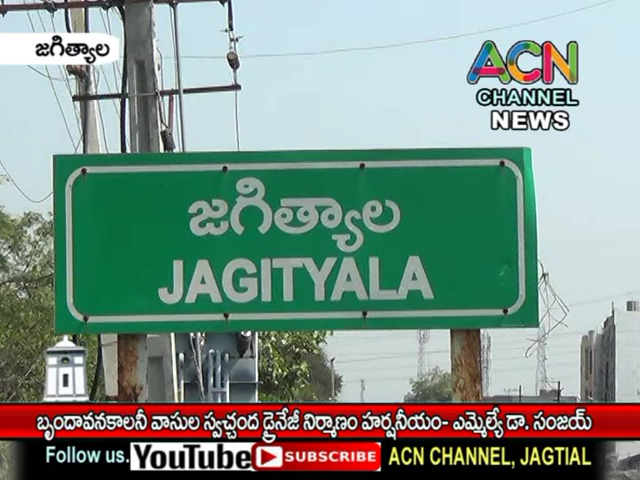 జగిత్యాల
ACN
CHANNEL
NEWS
జగిత్యాల
JAGITYALA
బృందావనకాలనీ వాసుల స్వచ్చంద డ్రైనేజీ నిర్మాణం హర్షనీయం- ఎమ్మెల్యే డా. సంజయ్
Follow us. YouTube SUBSCRIBE ACN CHANNEL, JAGTIAL